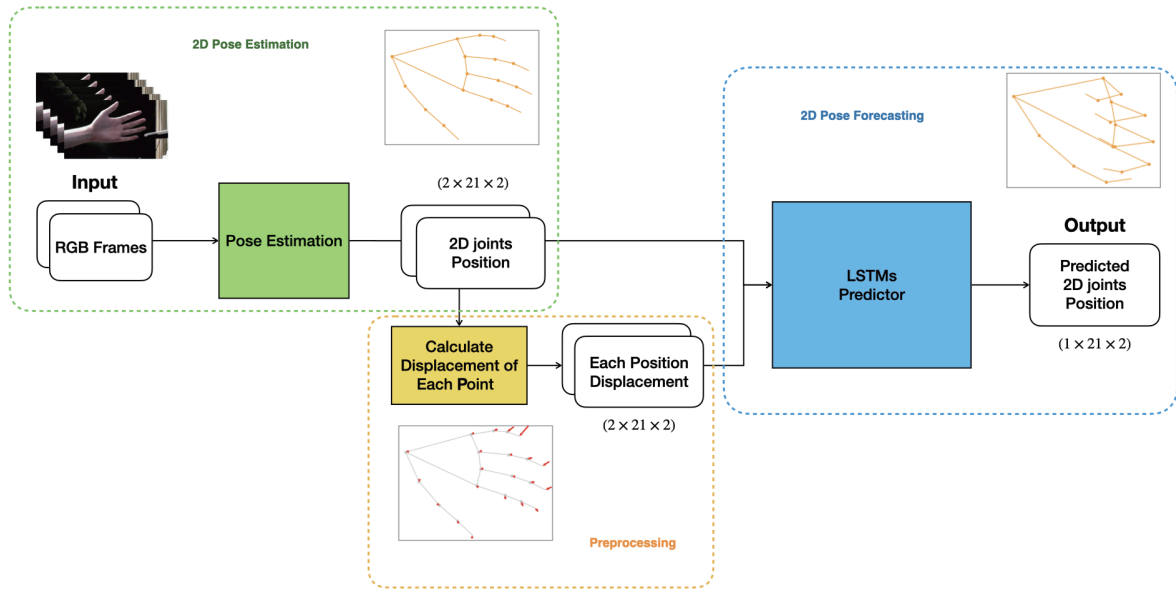 2D Pose Estimation
Input
RGB Frames
Pose Estimation
(2 × 21 × 2)
2D joints
Position
Calculate
Displacement of
Each Point
Each Position
Displacement
(2 × 21 × 2)
Preprocessing
2D Pose Forecasting
LSTMs
Predictor
Output
Predicted
2D joints
Position
(1 × 21 × 2)